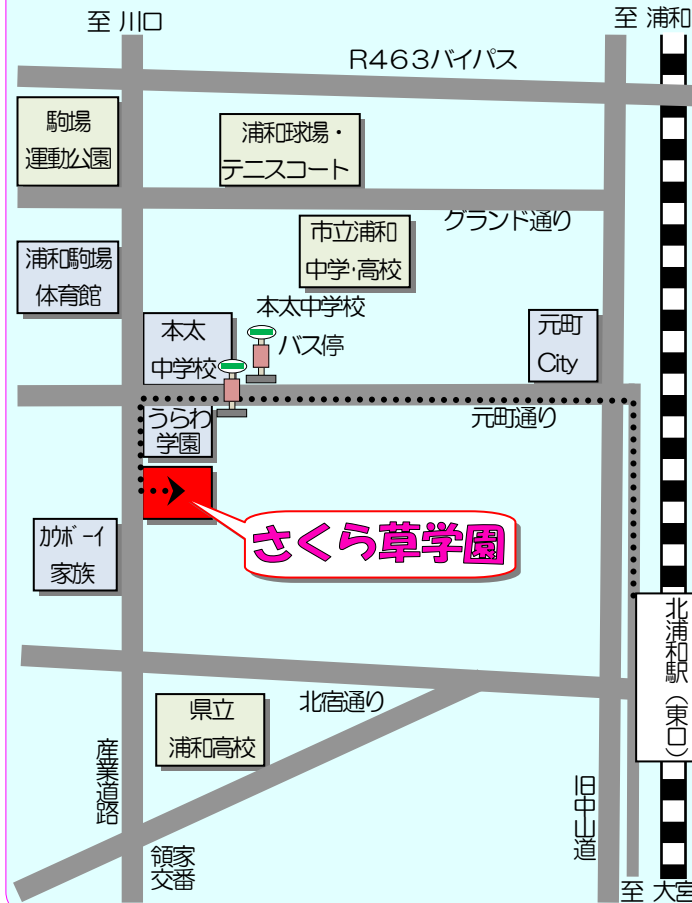 至 川口
至 浦和
R463バイパス
駒場
運動公園
浦和球場・
テニスコート
グランド通り
市立浦和
中学・高校
浦和駒場
体育館
本太中学校
バス停
本太
中学校
元町
City
元町通り
うらわ
学園
さくら草学園
カウボーイ
家族
北浦和駅（東口）
北宿通り
県立
浦和高校
産業道路
旧中山道
領家
交番
至 大宮